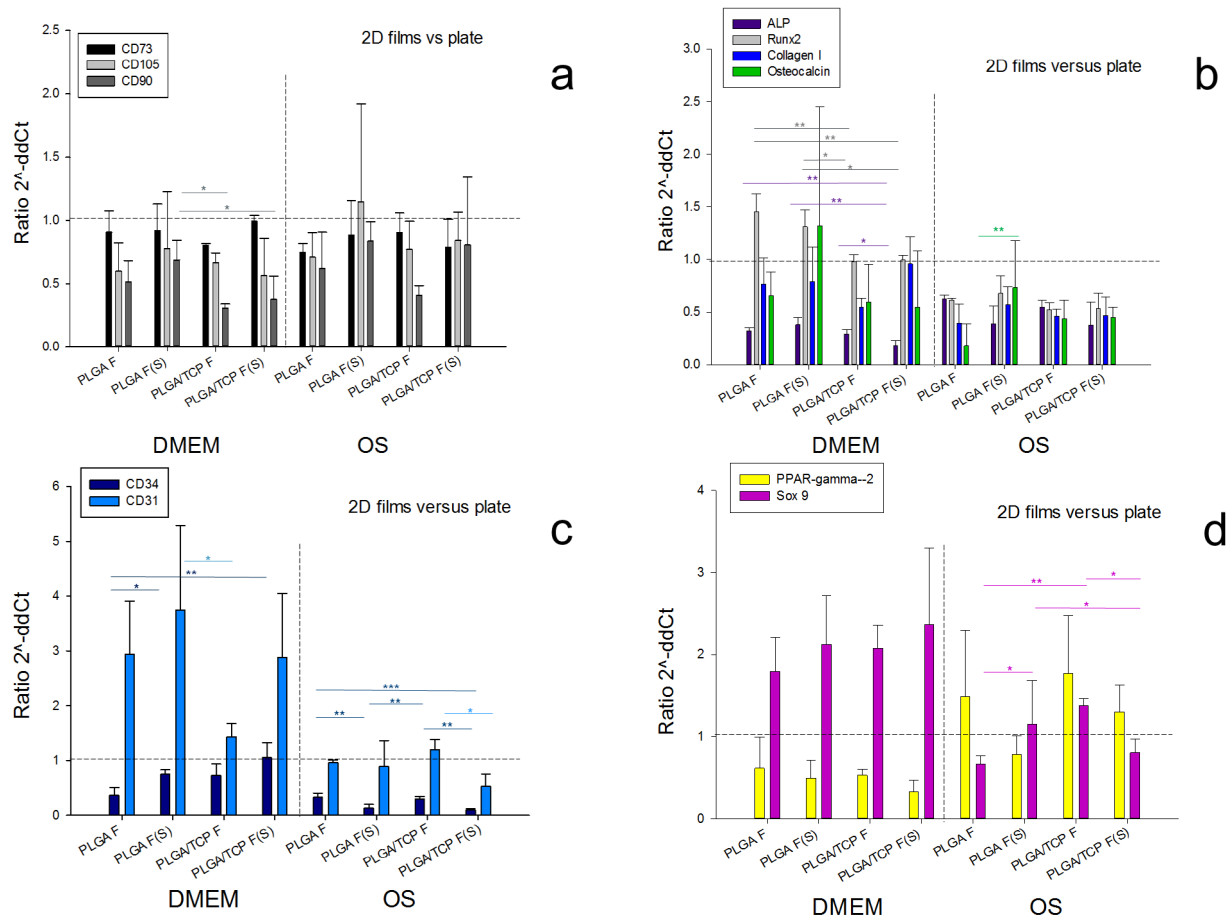 2.5
2.0
1.5
1.0
0.5
0.0
Ratio 2^-ddCt
CD73
CD105
CD90
2D films vs plate
a
*
*
PLGA F
PLGA F(S)
PLGA/TCP F
PLGA/TCP F(S)
PLGA F
PLGA F(S)
PLGA/TCP F
PLGA/TCP F(S)
DMEM
OS
ALP
Runx2
Collagen I
Osteocalcin
2D films versus plate
b
3.0
2.5
2.0
1.5
1.0
0.5
0.0
Ratio 2^-ddCt
**
**
*
*
**
**
*
**
PLGA F
PLGA F(S)
PLGA/TCP F
PLGA/TCP F(S)
PLGA F
PLGA F(S)
PLGA/TCP F
PLGA/TCP F(S)
DMEM
OS
CD34
CD31
2D films versus plate
c
6
5
4
3
2
1
0
Ratio 2^-ddCt
*
**
*
***
**
**
*
**
PLGA F
PLGA F(S)
PLGA/TCP F
PLGA/TCP F(S)
PLGA F
PLGA F(S)
PLGA/TCP F
PLGA/TCP F(S)
DMEM
OS
PPAR-gamma--2
Sox 9
2D films versus plate
d
4
3
2
1
0
Ratio 2^-ddCt
**
*
*
*
PLGA F
PLGA F(S)
PLGA/TCP F
PLGA/TCP F(S)
PLGA F
PLGA F(S)
PLGA/TCP F
PLGA/TCP F(S)
DMEM
OS